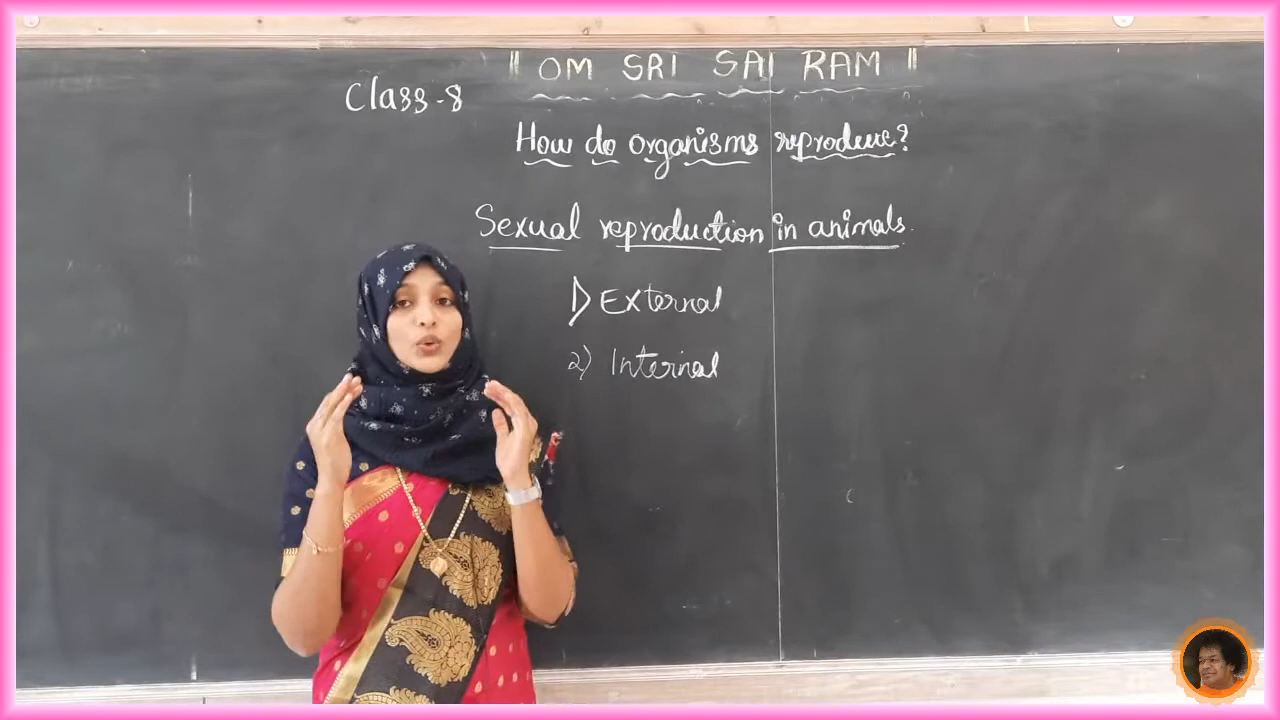 || OM SRI SAI RAM ||
Class-8
How do organisms reproduce?
Sexual reproduction in animals.
1) External
2) Internal